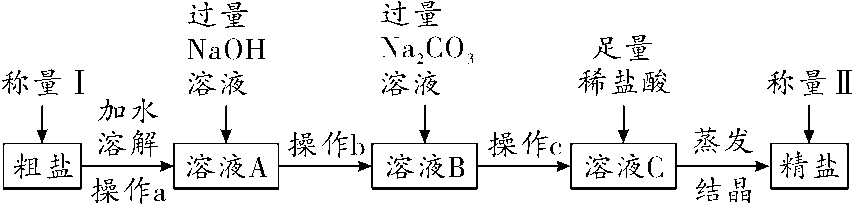 过量
NaOH
溶液
过量
Na₂CO₃
溶液
足量
稀盐酸
称量Ⅰ
称量Ⅱ
加水
溶解
操作a
操作b
操作c
蒸发
结晶
粗盐
溶液A
溶液B
溶液C
精盐